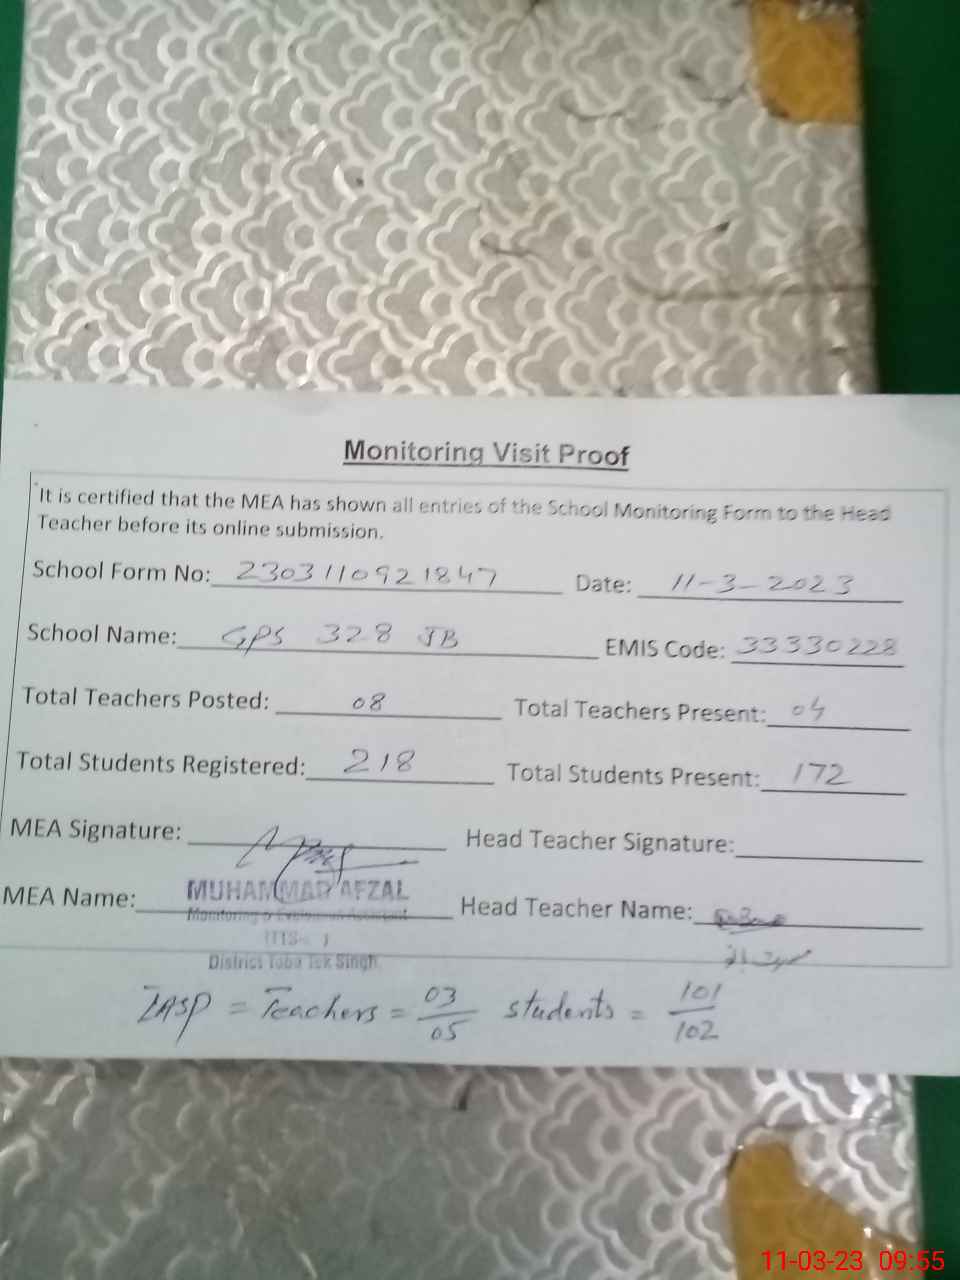 Monitoring Visit Proof
It is certified that the MEA has shown all entries of the School Monitoring Form to the Head
Teacher before its online submission.
School Form No: 2303110921847 Date: 11-3-2023
School Name: GPS 328 JB EMIS Code: 33330228
Total Teachers Posted: 08 Total Teachers Present: 04
Total Students Registered: 218 Total Students Present: 172
MEA Signature: Head Teacher Signature:
MEA Name: MUHAMMAD AFZAL Head Teacher Name:
Monitoring & Evaluation Assistant
District Toba Tek Singh
ZASP = Teachers = 03/05 students = 101/102
11-03-23 09:55